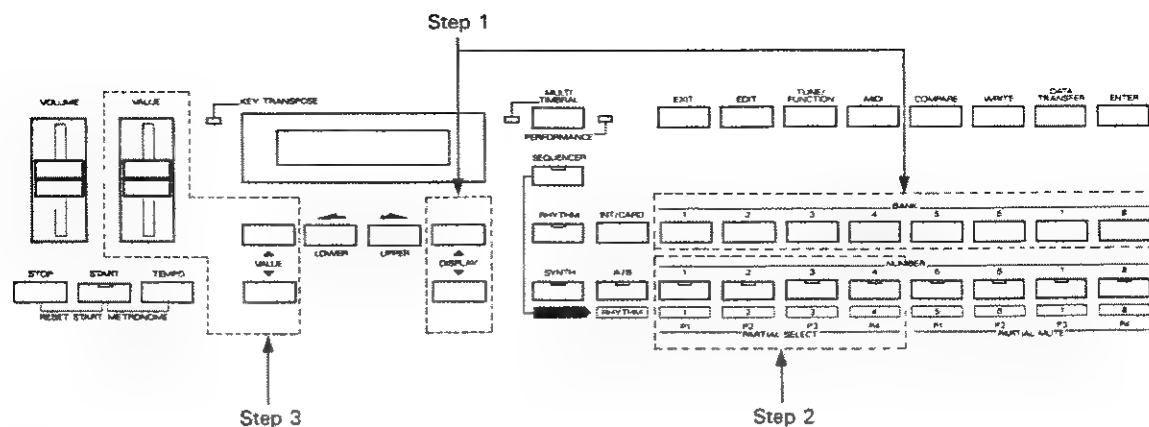 Step 1
VOLUME VALUE KEY TRANSPOSE MULTI TIMBRAL EXIT EDIT TUNE/ FUNCTION MIDI COMPARE WRITE DATA TRANSFER ENTER
PERFORMANCE
SEQUENCER
BANK
RHYTHM INT/CARD 1 2 3 4 5 6 7 8
VALUE LOWER UPPER DISPLAY
NUMBER
STOP START TEMPO SYNTH A/B 1 2 3 4 5 6 7 8
RESET START METRONOME
RHYTHM 1 2 3 4 5 6 7 8
P1 P2 P3 P4 P1 P2 P3 P4
PARTIAL SELECT PARTIAL MUTE
Step 3 Step 2